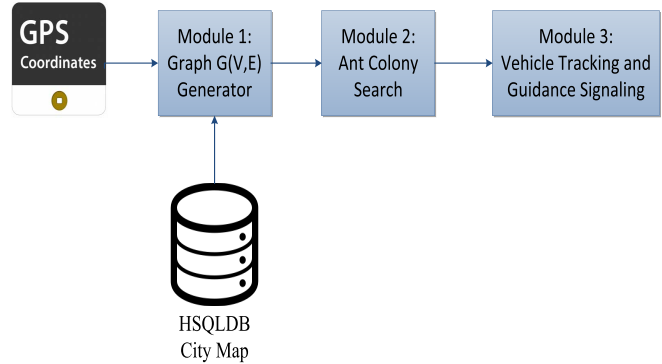 GPS
Coordinates
Module 1:
Graph G(V,E)
Generator
Module 2:
Ant Colony
Search
Module 3:
Vehicle Tracking and
Guidance Signaling
HSQLDB
City Map